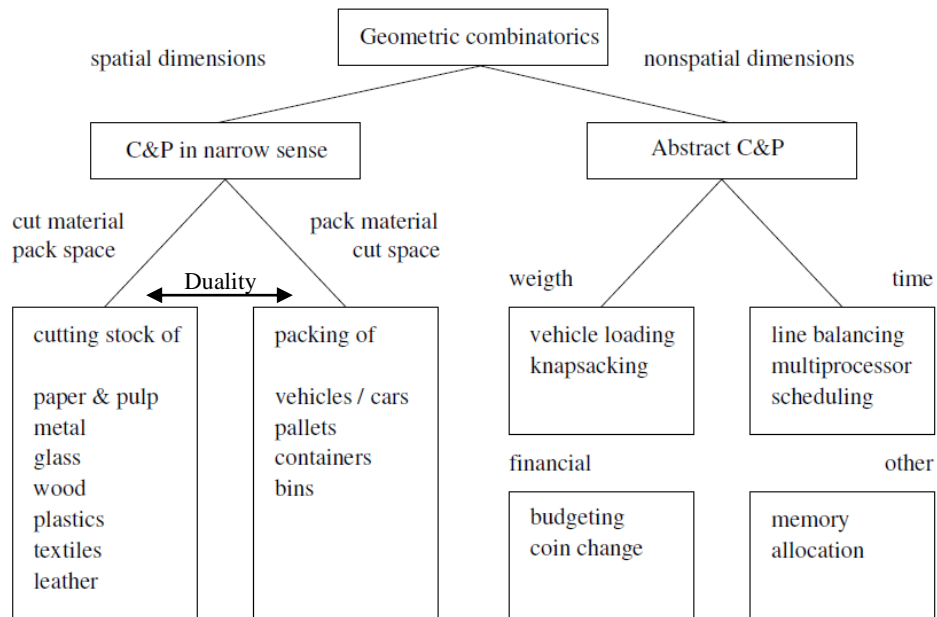 Geometric combinatorics
spatial dimensions
nonspatial dimensions
C&P in narrow sense
Abstract C&P
cut material
pack space
pack material
cut space
Duality
weigth
time
cutting stock of
paper & pulp
metal
glass
wood
plastics
textiles
leather
packing of
vehicles / cars
pallets
containers
bins
vehicle loading
knapsacking
line balancing
multiprocessor
scheduling
financial
other
budgeting
coin change
memory
allocation